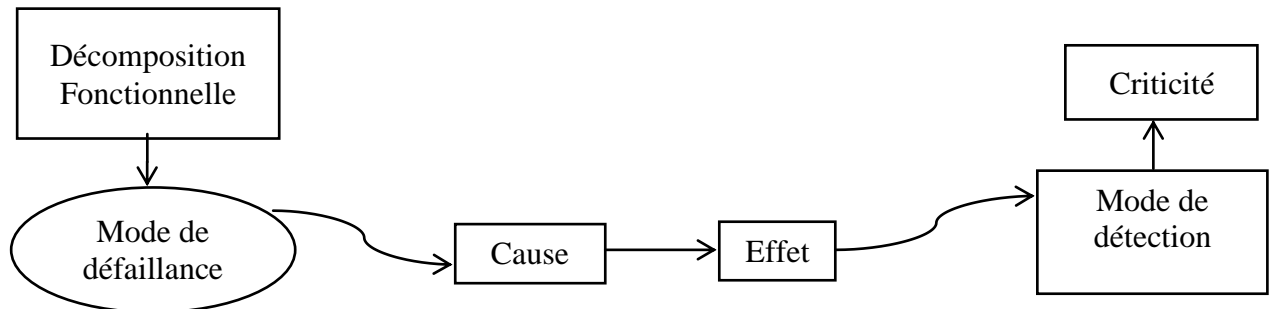 Décomposition
Fonctionnelle
Mode de
défaillance
Cause
Effet
Mode de
détection
Criticité